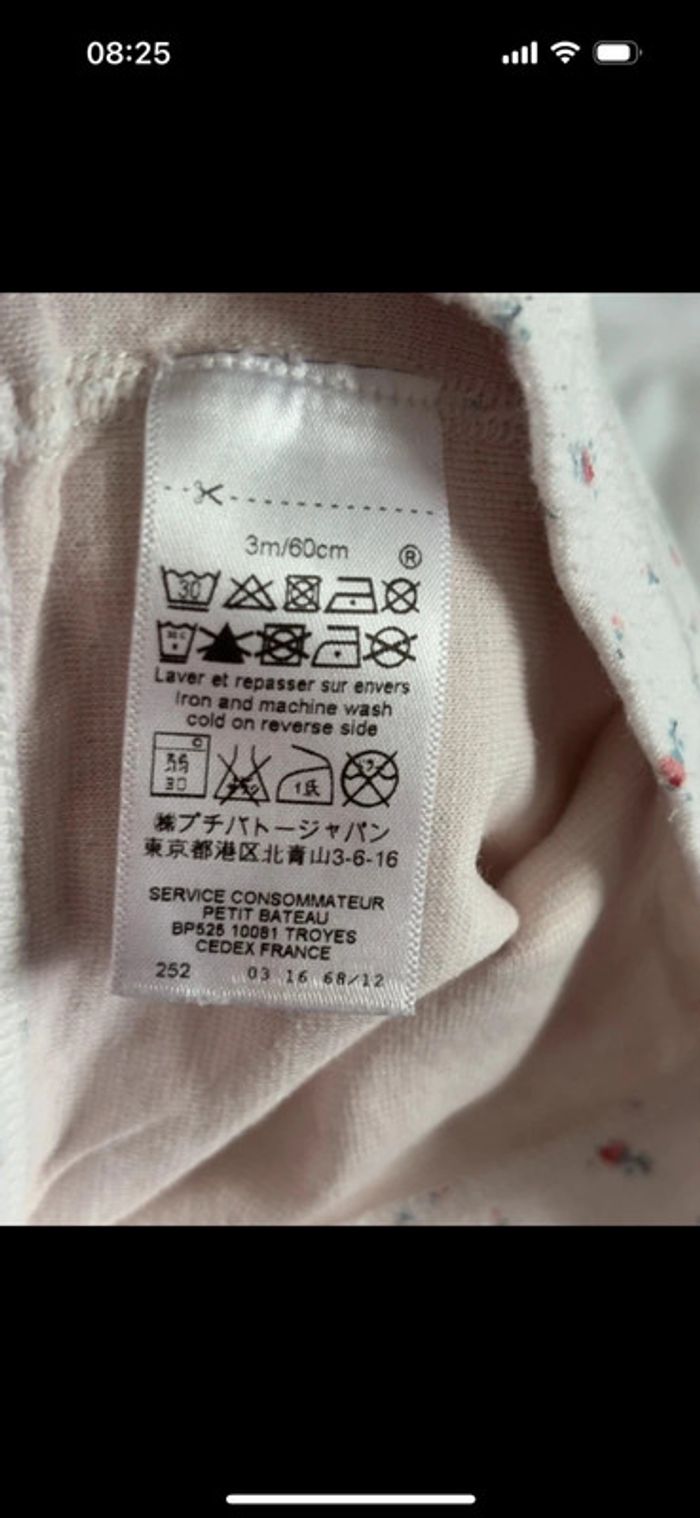 08:25
3m/60cm
®
30
30 C
Laver et repasser sur envers
Iron and machine wash
cold on reverse side
30
㈱プチバトージャパン
東京都港区北青山3-6-16
SERVICE CONSOMMATEUR
PETIT BATEAU
BP525 10081 TROYES
CEDEX FRANCE
252 03 16 68/12